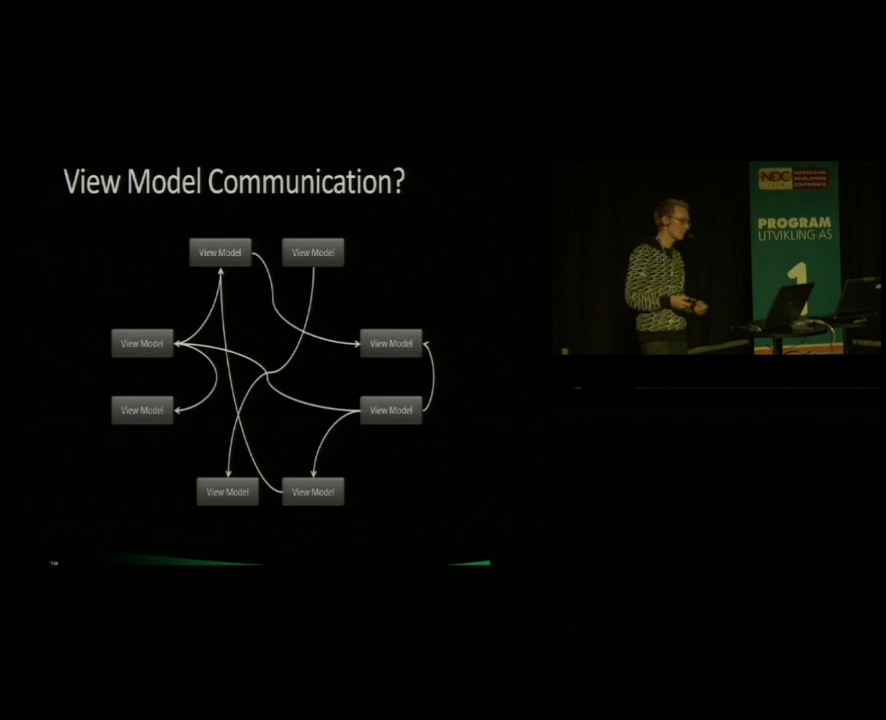 View Model Communication?
View Model
View Model
View Model
View Model
View Model
View Model
View Model
View Model
NDC
NORWEGIAN
DEVELOPERS
CONFERENCE
PROGRAM
UTVIKLING AS
1